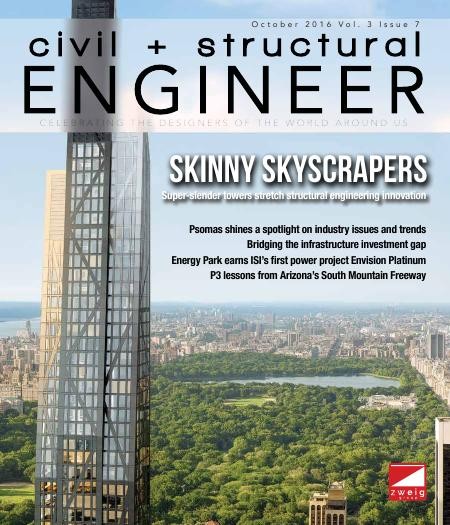 October 2016 Vol. 3 Issue 7
civil + structural
ENGINEER
CELEBRATING THE DESIGNERS OF THE WORLD AROUND US
SKINNY SKYSCRAPERS
Super-slender towers stretch structural engineering innovation
Psomas shines a spotlight on industry issues and trends
Bridging the infrastructure investment gap
Energy Park earns ISI's first power project Envision Platinum
P3 lessons from Arizona's South Mountain Freeway
zweig
group